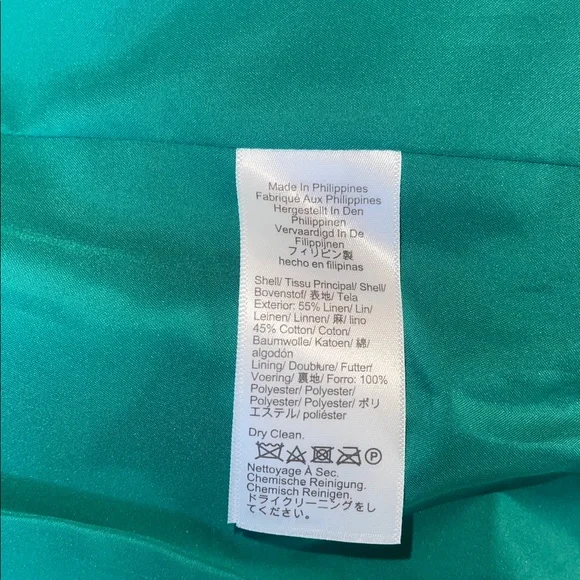 Made In Philippines
Fabriqué Aux Philippines
Hergestellt In Den
Philippinen
Vervaardigd In De
Filippijnen
フィリピン製
hecho en filipinas
Shell/ Tissu Principal/ Shell/
Bovenstof/ 表地/ Tela
Exterior: 55% Linen/ Lin/
Leinen/ Linnen/ 麻/ lino
45% Cotton/ Coton/
Baumwolle/ Katoen/ 綿/
algodón
Lining/ Doublure/ Futter/
Voering/ 裏地/ Forro: 100%
Polyester/ Polyester/
Polyester/ Polyester/ ポリ
エステル/ poliéster
Dry Clean.
P
Nettoyage À Sec.
Chemische Reinigung.
Chemisch Reinigen.
ドライクリーニングをし
てください。